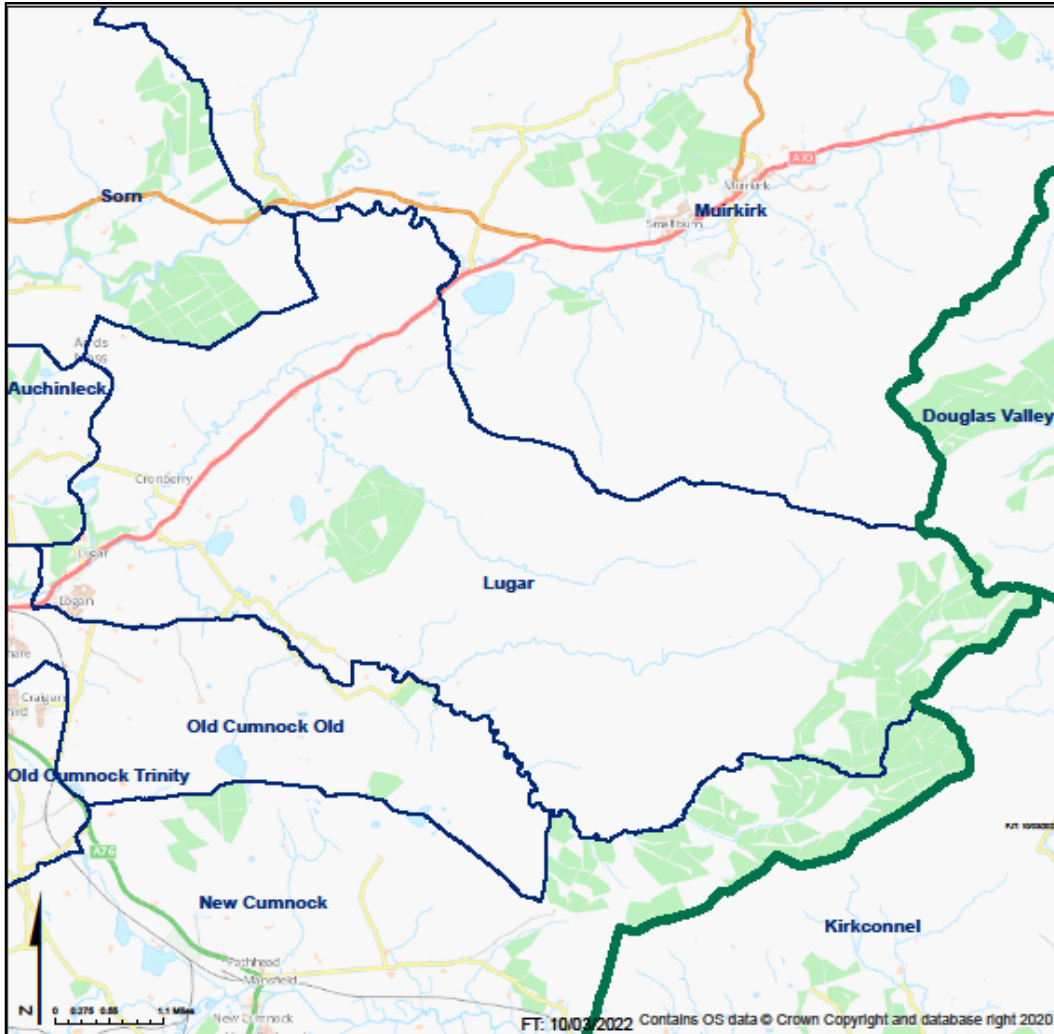 A70
Muirkirk
Sorn
Muirkirk
Smallburn
Auchinleck
Douglas Valley
Cronberry
Lugar
Lugar
Logan
Old Cumnock Old
Old Cumnock Trinity
A76
New Cumnock
Kirkconnel
Pathhead
Mansfield
New Cumnock
N
0 0.275 0.55 1.1 Miles
FT: 10/03/2022 Contains OS data © Crown Copyright and database right 2020